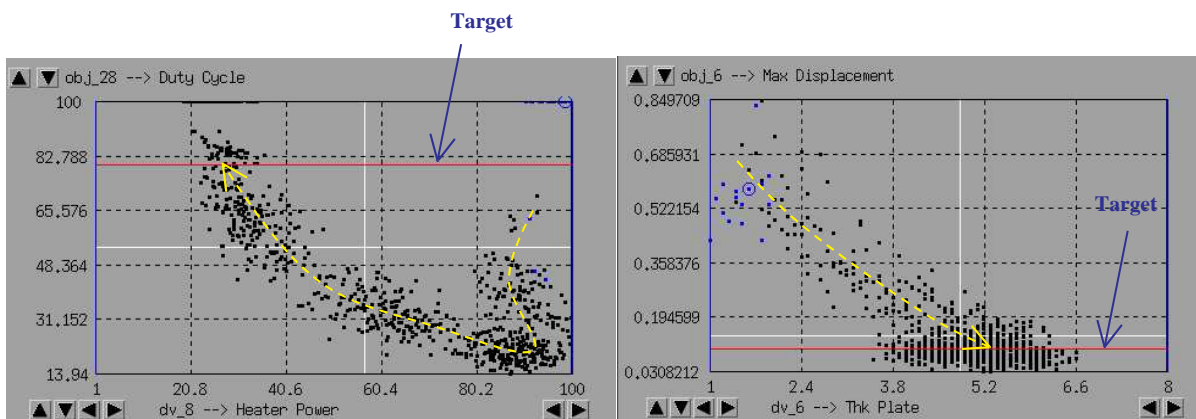 Target
obj_28 --> Duty Cycle
100
82.788
65.576
48.364
31.152
13.94
1 20.8 40.6 60.4 80.2 100
dv_8 --> Heater Power
obj_6 --> Max Displacement
0.849709
0.685931
0.522154
0.358376
0.194599
0.0308212
Target
1 2.4 3.8 5.2 6.6 8
dv_6 --> Thk Plate